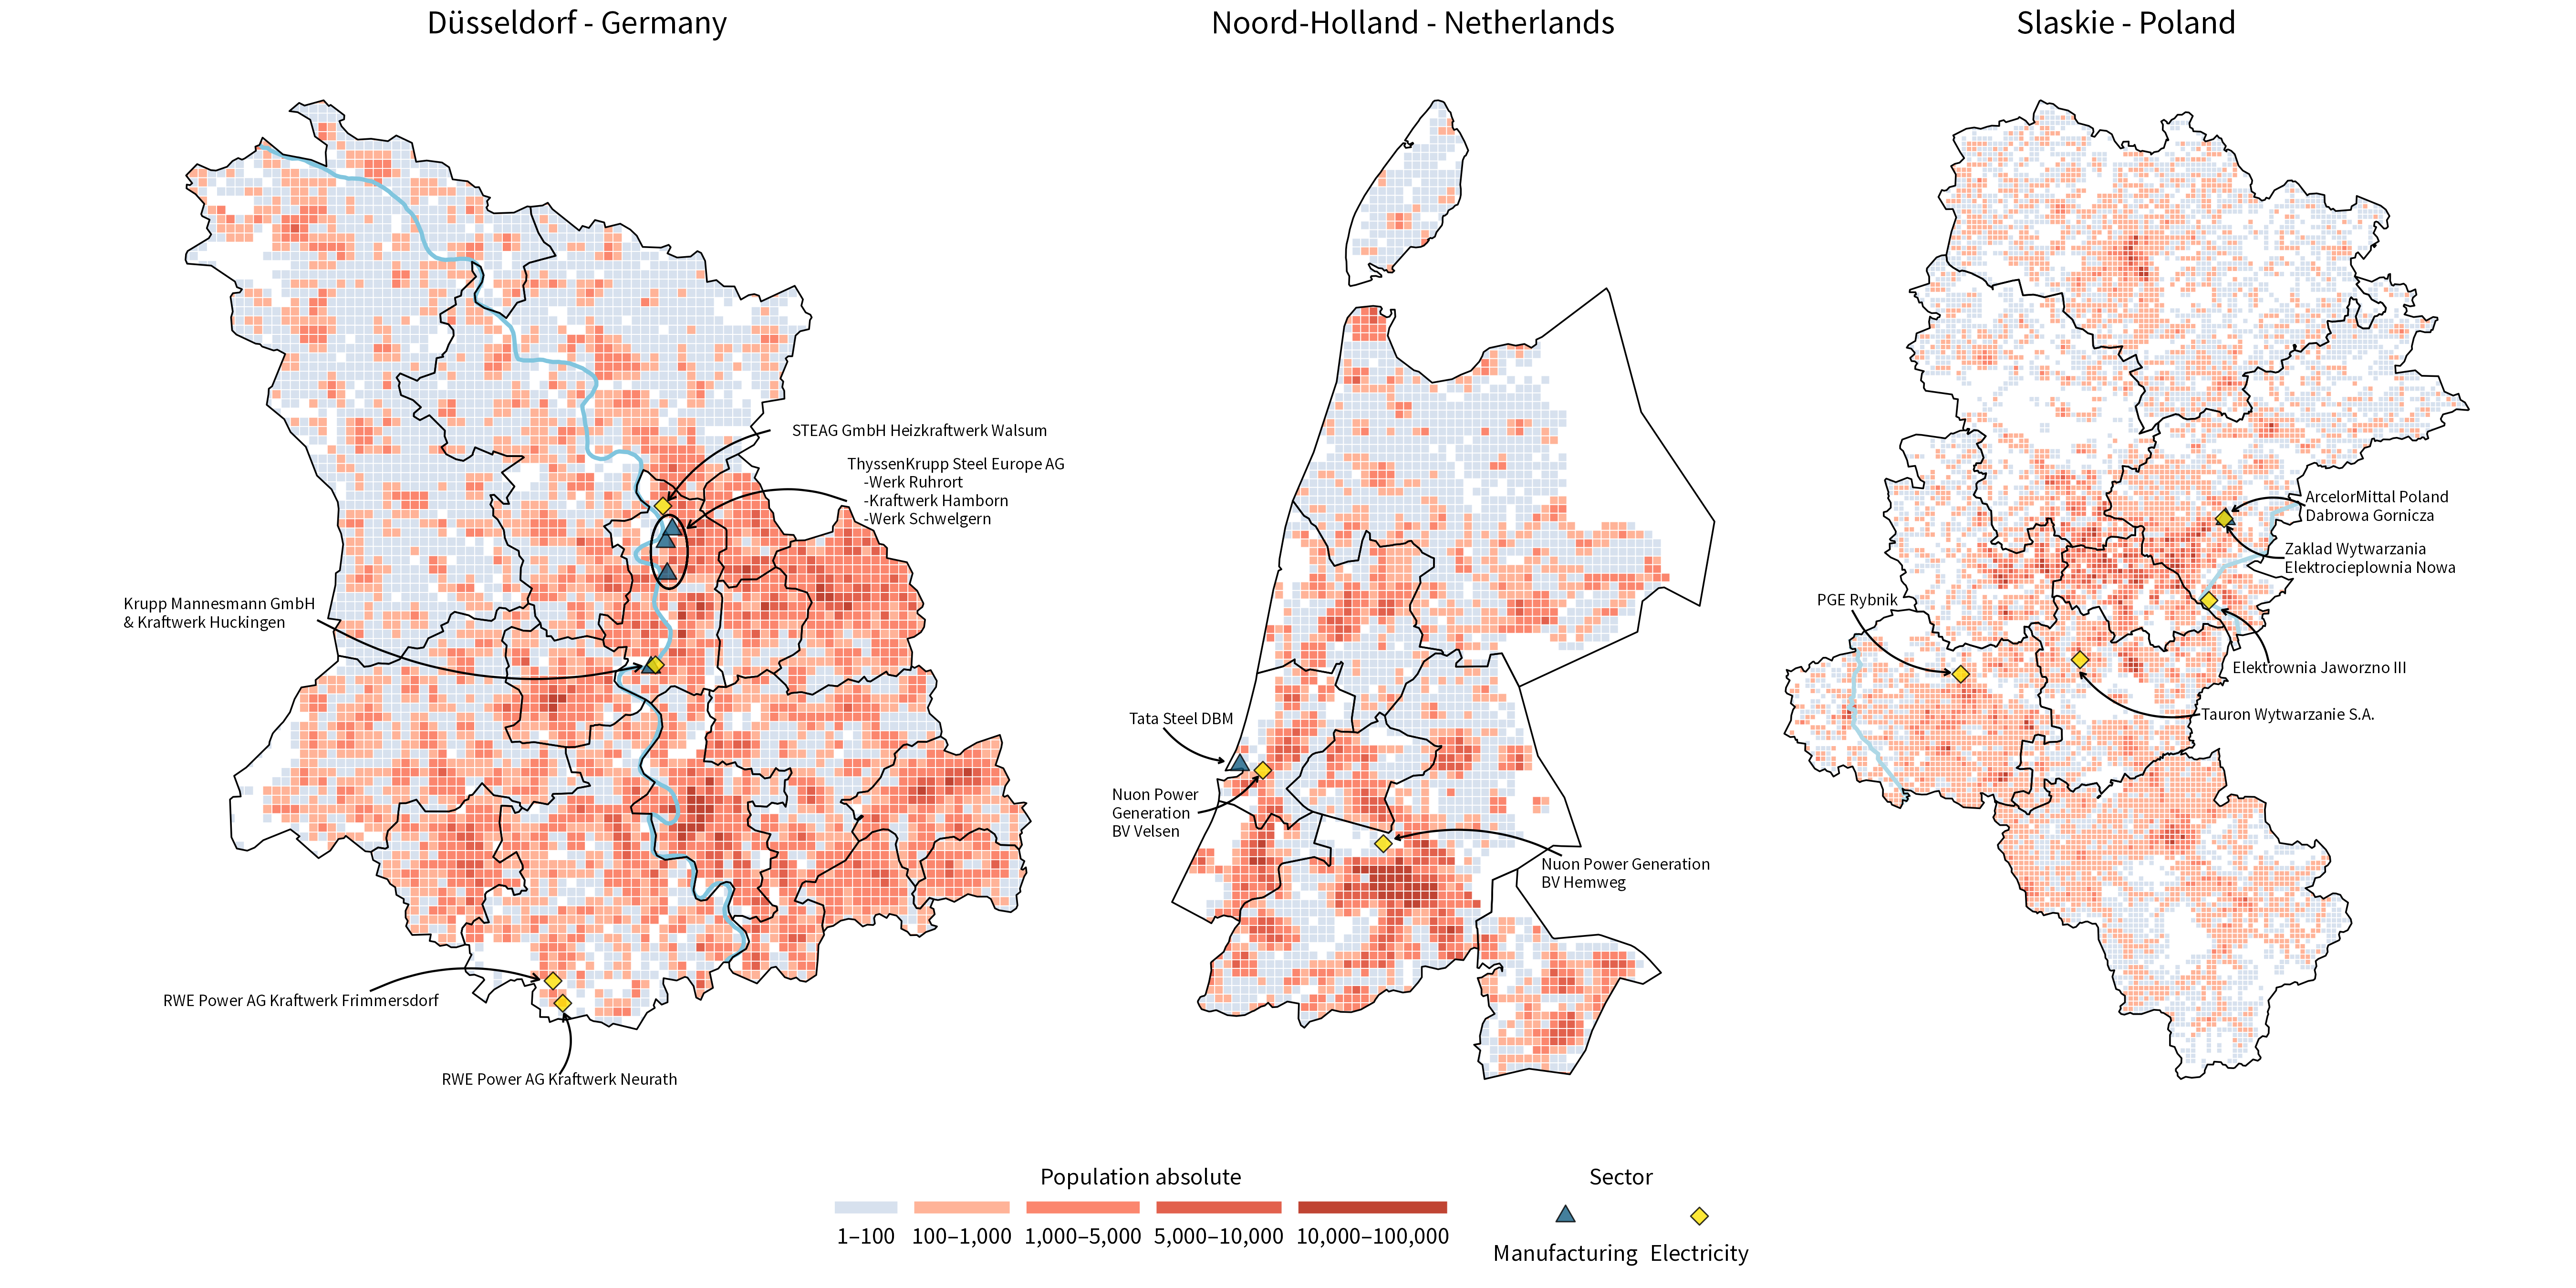 Düsseldorf - Germany
Noord-Holland - Netherlands
Slaskie - Poland
STEAG GmbH Heizkraftwerk Walsum
ThyssenKrupp Steel Europe AG
-Werk Ruhrort
-Kraftwerk Hamborn
-Werk Schwelgern
Krupp Mannesmann GmbH
& Kraftwerk Huckingen
RWE Power AG Kraftwerk Frimmersdorf
RWE Power AG Kraftwerk Neurath
Tata Steel DBM
Nuon Power
Generation
BV Velsen
Nuon Power Generation
BV Hemweg
ArcelorMittal Poland
Dabrowa Gornicza
Zaklad Wytwarzania
Elektrocieplownia Nowa
PGE Rybnik
Elektrownia Jaworzno III
Tauron Wytwarzanie S.A.
Population absolute
1–100
100–1,000
1,000–5,000
5,000–10,000
10,000–100,000
Sector
Manufacturing
Electricity